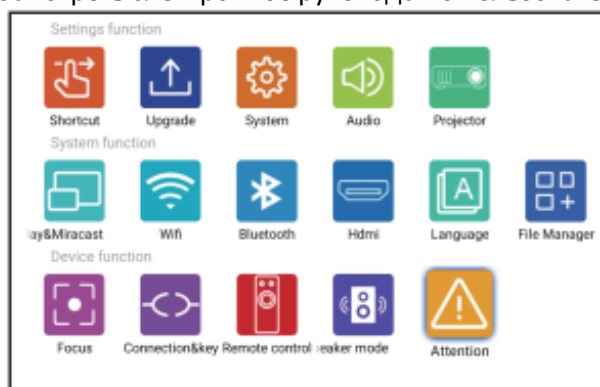 Settings function
Shortcut Upgrade System Audio Projector
System function
A
ay&Miracast Wifi Bluetooth Hdmi Language File Manager
Device function
Focus Connection&key Remote control eaker mode Attention